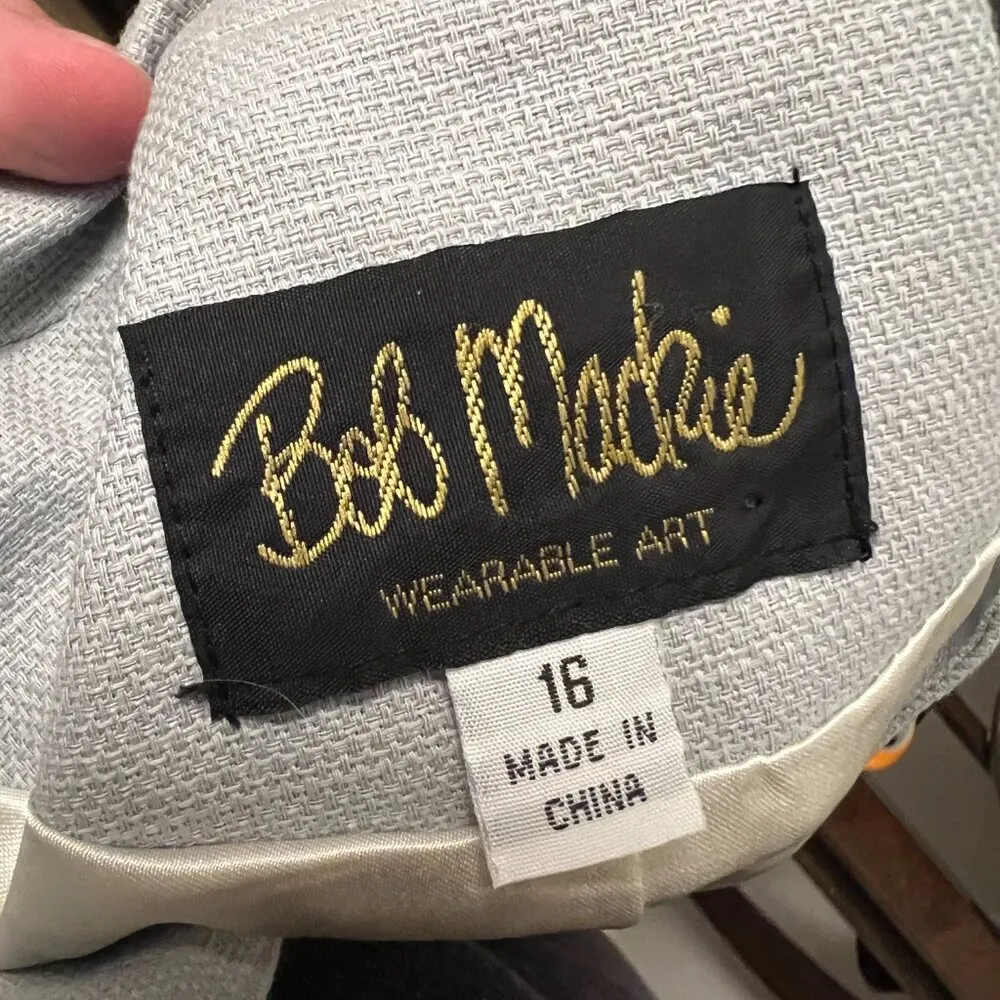 Bob Mackie
WEARABLE ART
16
MADE IN
CHINA